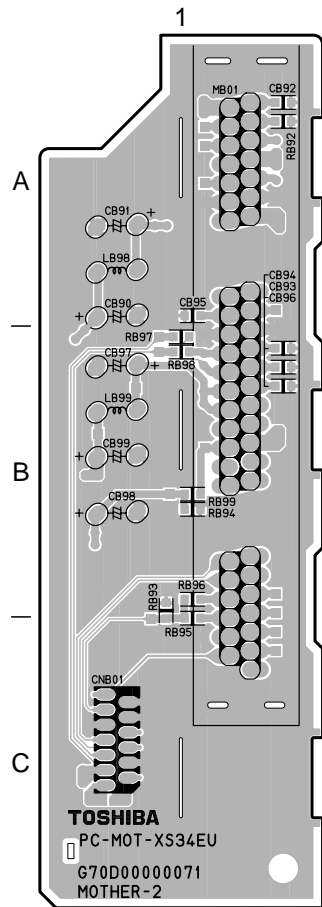 1
MB01
CB92
RB92
A
CB91
LB98
CB94
CB93
CB96
CB90
CB95
RB97
CB97
RB98
LB99
B
CB99
CB98
RB99
RB94
RB93
RB96
RB95
CNB01
C
TOSHIBA
PC-MOT-XS34EU
G70D00000071
MOTHER-2